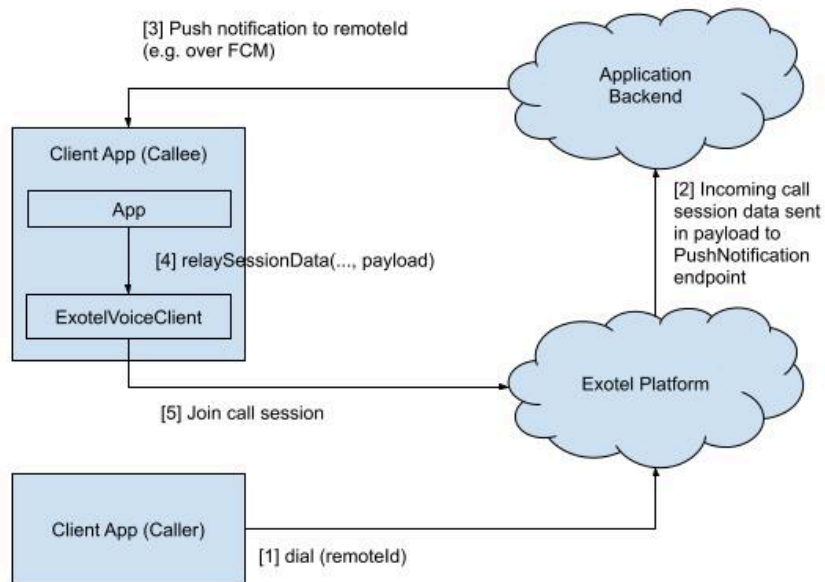 [3] Push notification to remoteId
(e.g. over FCM)
Application
Backend
Client App (Callee)
App
[4] relaySessionData(..., payload)
ExotelVoiceClient
[2] Incoming call
session data sent
in payload to
PushNotification
endpoint
Exotel Platform
[5] Join call session
Client App (Caller)
[1] dial (remoteId)